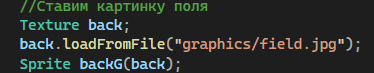 //Ставим картинку поля
Texture back;
back.loadFromFile("graphics/field.jpg");
Sprite backG(back);